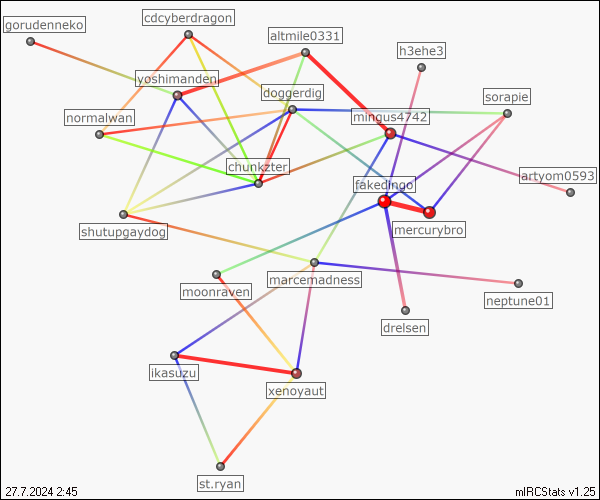 cdcyberdragon
gorudenneko
altmile0331
h3ehe3
yoshimanden
doggerdig
sorapie
normalwan
mingus4742
chunkzter
artyom0593
fakedingo
shutupgaydog
mercurybro
marcemadness
moonraven
neptune01
drelsen
ikasuzu
xenoyaut
st.ryan
27.7.2024 2:45
mIRCStats v1.25